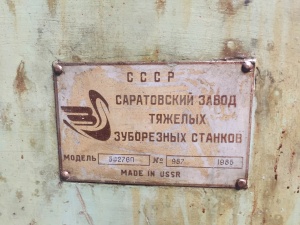 СССР
САРАТОВСКИЙ ЗАВОД
ТЯЖЕЛЫХ
ЗУБОРЕЗНЫХ СТАНКОВ
МОДЕЛЬ № 
MADE IN USSR